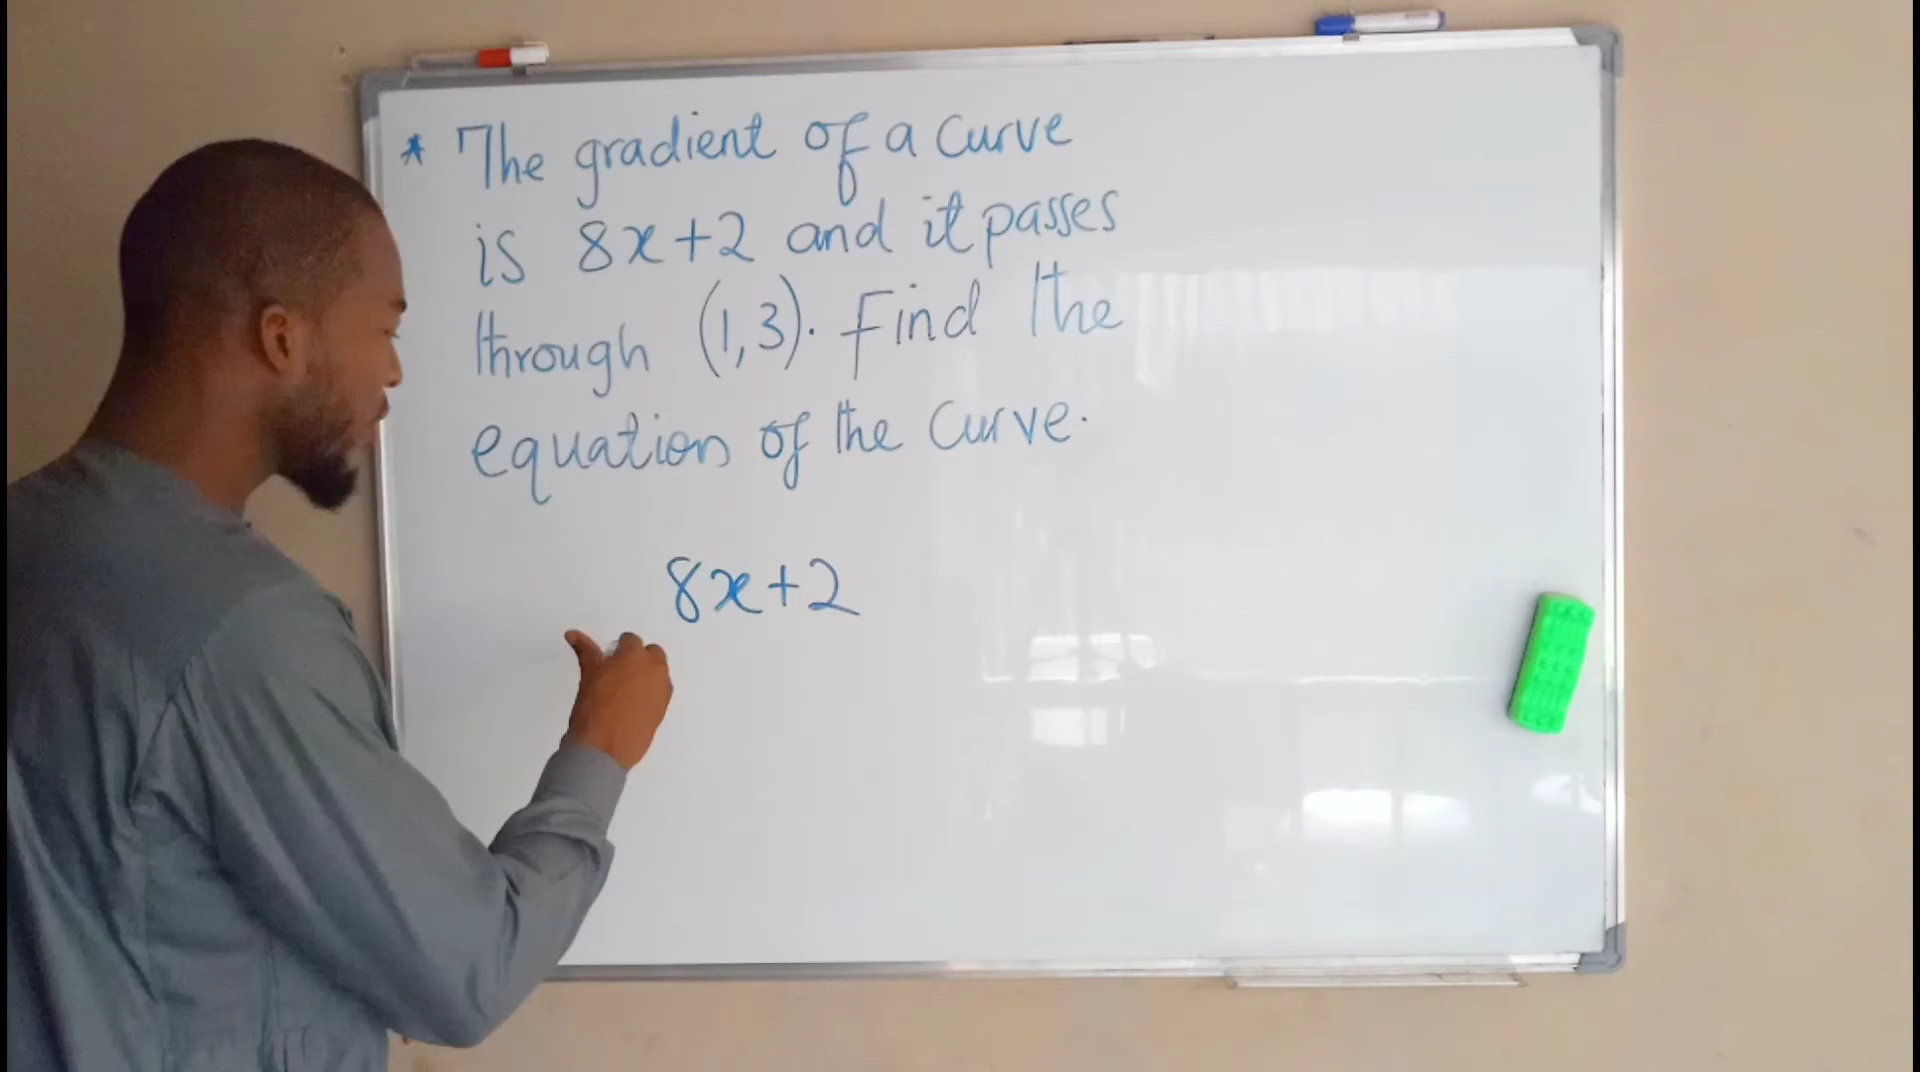 * The gradient of a curve
is 8x+2 and it passes
through (1,3). Find the
equation of the curve.
8x+2